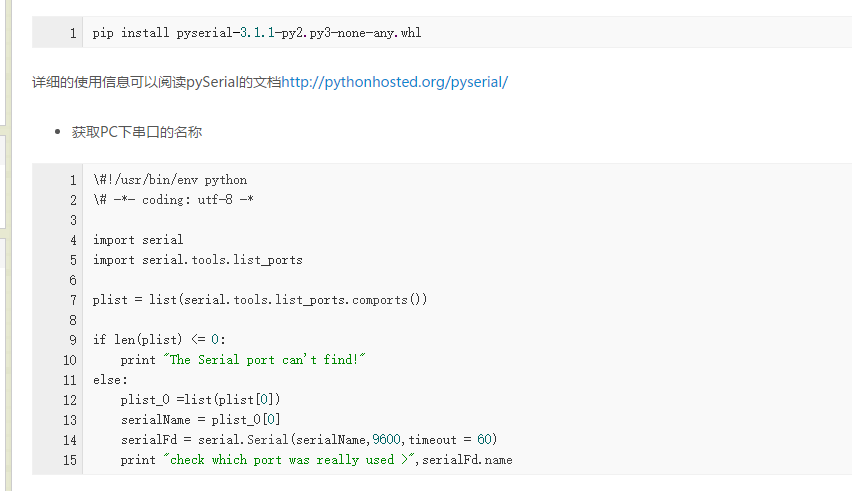 1 pip install pyserial-3.1.1-py2.py3-none-any.whl
详细的使用信息可以阅读pySerial的文档http://pythonhosted.org/pyserial/
• 获取PC下串口的名称
1 \#!/usr/bin/env python
2 \# -*- coding: utf-8 -*
3
4 import serial
5 import serial.tools.list_ports
6
7 plist = list(serial.tools.list_ports.comports())
8
9 if len(plist) <= 0:
10     print "The Serial port can't find!"
11 else:
12     plist_0 =list(plist[0])
13     serialName = plist_0[0]
14     serialFd = serial.Serial(serialName,9600,timeout = 60)
15     print "check which port was really used >",serialFd.name